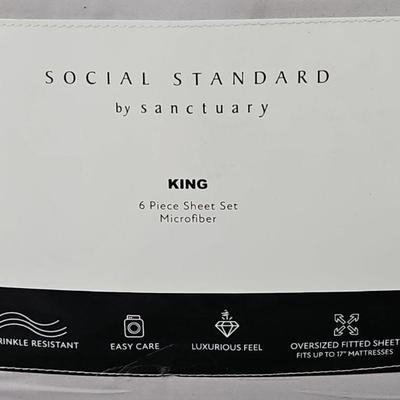 SOCIAL STANDARD
by sanctuary
KING
6 Piece Sheet Set
Microfiber
RINKLE RESISTANT
EASY CARE
LUXURIOUS FEEL
OVERSIZED FITTED SHEET
FITS UP TO 17" MATTRESSES